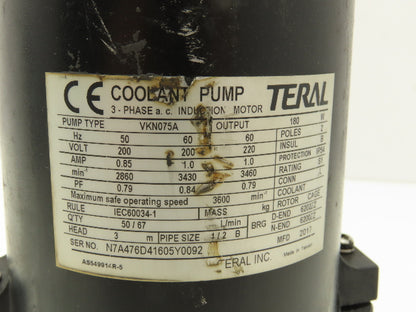 CE COOLANT PUMP TERAL
3 - PHASE a. c. INDUCTION MOTOR
PUMP TYPE VKN075A OUTPUT 180 W
Hz 50 60 60 POLES 2
VOLT 200 200 220 INSUL
AMP 0.85 1.0 1.0 PROTECTION IP54
min⁻¹ 2860 3430 3460 RATING
PF 0.79 0.84 0.79 CONN
Maximum safe operating speed 3600 min⁻¹ COOLANT
RULE IEC60034-1 MASS kg ROTOR CAGE
Q'TY 50 / 67 L/min BRG D-END
HEAD 3 m PIPE SIZE 1/2 B N-END
SER NO. N7A476D41605Y0092 MFD 2017
AS549914R-5 TERAL INC. Made in Taiwan